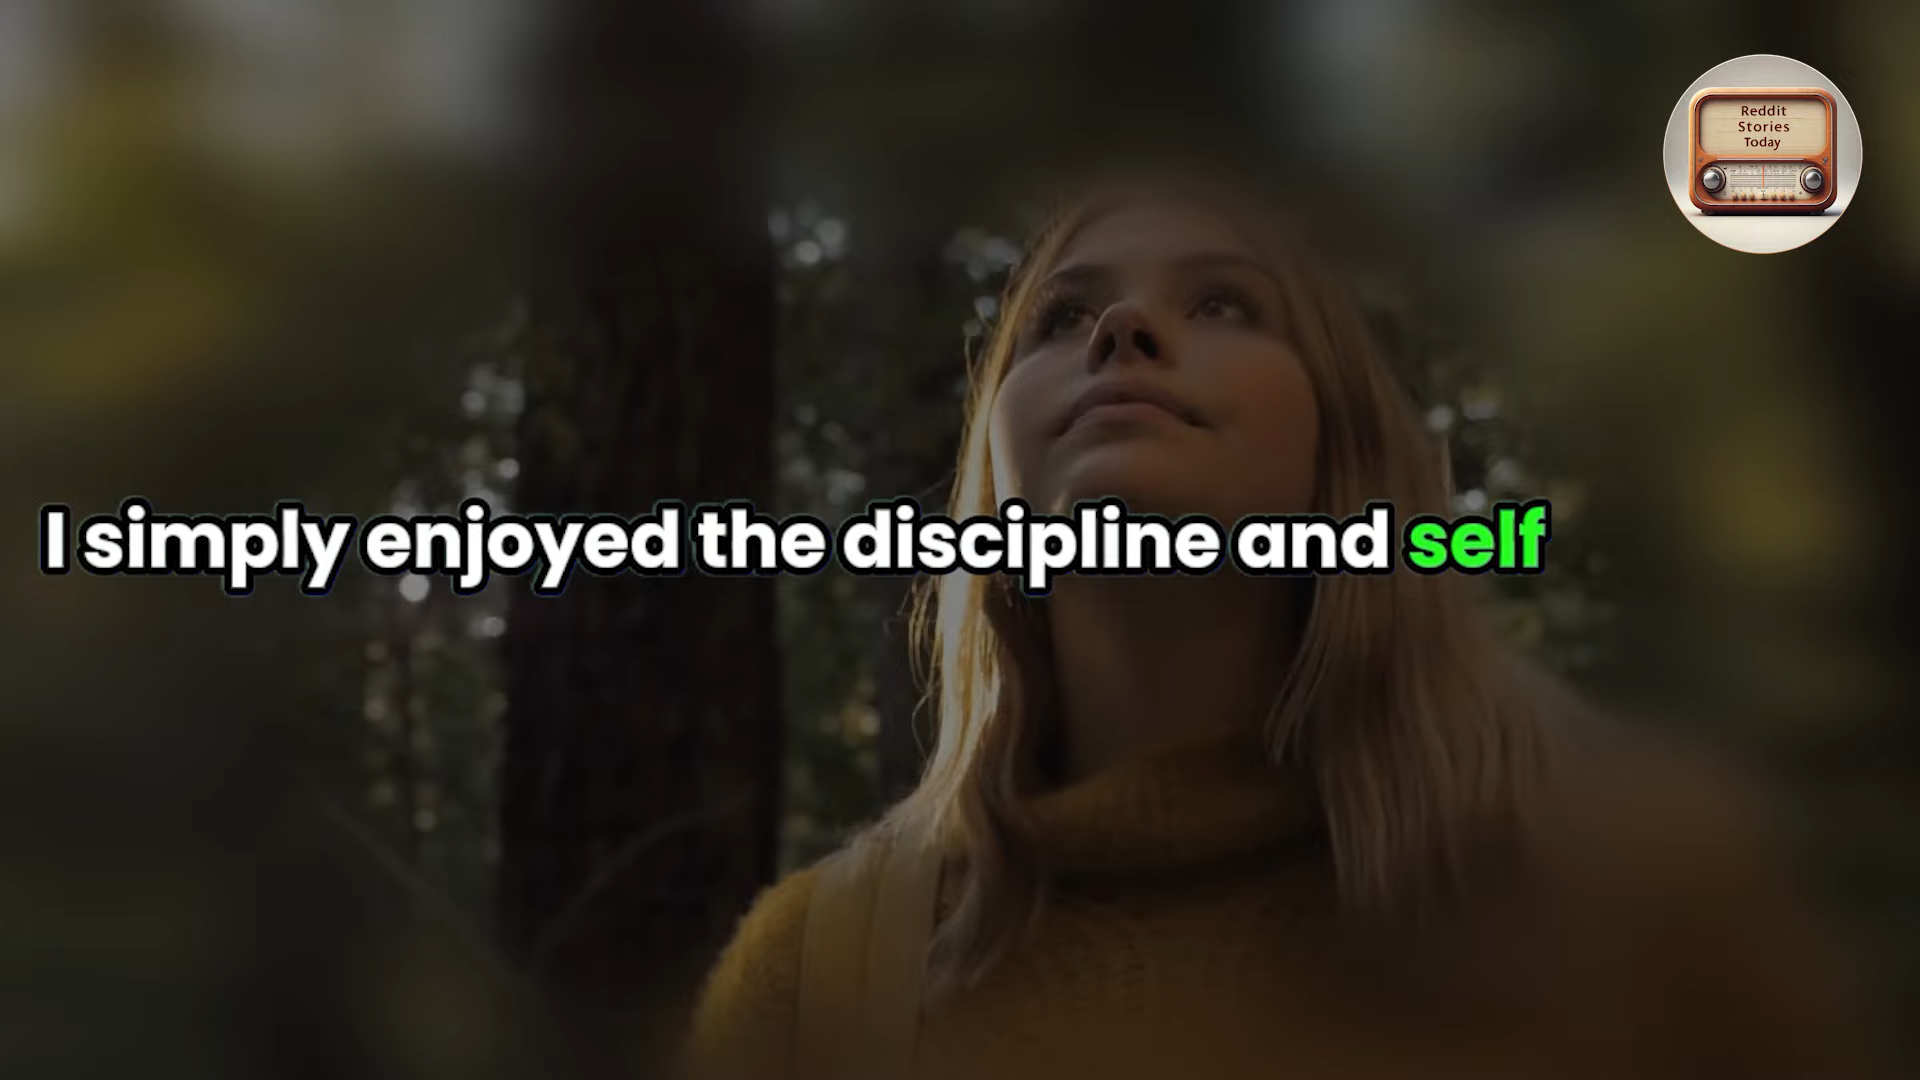 Reddit
Stories
Today
I simply enjoyed the discipline and self